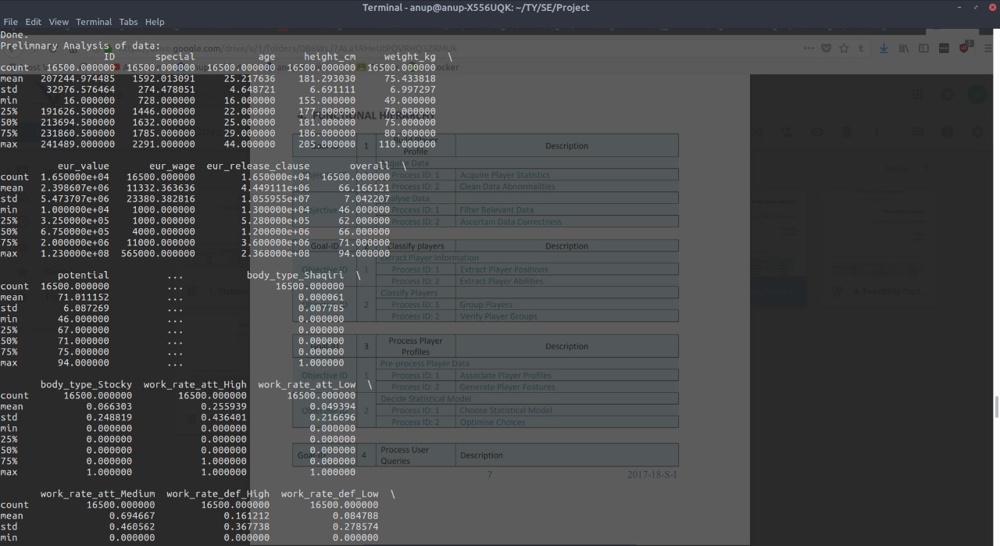 Terminal - anup@anup-X556UQK: ~/TY/SE/Project
File Edit View Terminal Tabs Help
Done.
Prelimnary Analysis of data:
ID special age height_cm weight_kg \
count 16500.000000 16500.000000 16500.000000 16500.000000 16500.000000
mean 207244.974485 1592.013091 25.217636 181.293030 75.433818
std 32976.576464 274.478051 4.648721 6.691111 6.997297
min 16.000000 728.000000 16.000000 155.000000 49.000000
25% 191626.500000 1446.000000 22.000000 177.000000 70.000000
50% 213694.500000 1632.000000 25.000000 181.000000 75.000000
75% 231860.500000 1785.000000 29.000000 186.000000 80.000000
max 241489.000000 2291.000000 44.000000 205.000000 110.000000
eur_value eur_wage eur_release_clause overall \
count 1.650000e+04 16500.000000 1.650000e+04 16500.000000
mean 2.398607e+06 11332.363636 4.449111e+06 66.166121
std 5.473707e+06 23380.382816 1.055955e+07 7.042207
min 1.000000e+04 1000.000000 1.300000e+04 46.000000
25% 3.250000e+05 1000.000000 5.280000e+05 62.000000
50% 6.750000e+05 4000.000000 1.200000e+06 66.000000
75% 2.000000e+06 11000.000000 3.600000e+06 71.000000
max 1.230000e+08 565000.000000 2.368000e+08 94.000000
potential ... body_type_Shaqiri \
count 16500.000000 ... 16500.000000
mean 71.011152 ... 0.000061
std 6.087269 ... 0.007785
min 46.000000 ... 0.000000
25% 67.000000 ... 0.000000
50% 71.000000 ... 0.000000
75% 75.000000 ... 0.000000
max 94.000000 ... 1.000000
body_type_Stocky work_rate_att_High work_rate_att_Low \
count 16500.000000 16500.000000 16500.000000
mean 0.066303 0.255939 0.049394
std 0.248819 0.436401 0.216696
min 0.000000 0.000000 0.000000
25% 0.000000 0.000000 0.000000
50% 0.000000 0.000000 0.000000
75% 0.000000 1.000000 0.000000
max 1.000000 1.000000 1.000000
work_rate_att_Medium work_rate_def_High work_rate_def_Low \
count 16500.000000 16500.000000 16500.000000
mean 0.694667 0.161212 0.084788
std 0.460562 0.367738 0.278574
min 0.000000 0.000000 0.000000
FUNCTIONAL HIERARCHY
1 Build Player Profile Description
Process ID: 1 Acquire Player Statistics
Process ID: 2 Clean Data Abnormalities
Process ID: 1 Filter Relevant Data
Process ID: 2 Ascertain Data Correctness
Goal-ID Classify players Description
Extract Player Information
Process ID: 1 Extract Player Positions
Process ID: 2 Extract Player Abilities
Classify Players
2 Process ID: 1 Group Players
Process ID: 2 Verify Player Groups
3 Process Player Profiles Description
Pre-process Player Data
Objective ID 1 Process ID: 1 Associate Player Profiles
Process ID: 2 Generate Player Features
Decide Statistical Model
2 Process ID: 1 Choose Statistical Model
Process ID: 2 Optimise Choices
Goal-ID 4 Process User Queries Description
7 2017-18-S-I